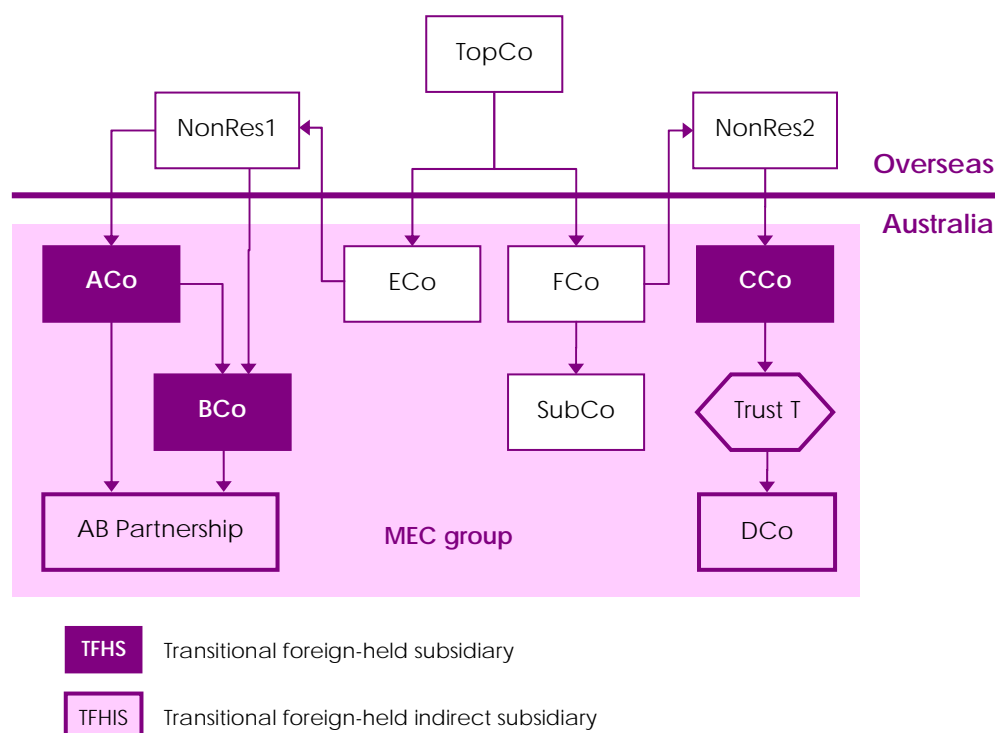 TopCo
NonRes1
NonRes2
Overseas
Australia
ACo
ECo
FCo
CCo
BCo
SubCo
Trust T
AB Partnership
MEC group
DCo
TFHS Transitional foreign-held subsidiary
TFHIS Transitional foreign-held indirect subsidiary